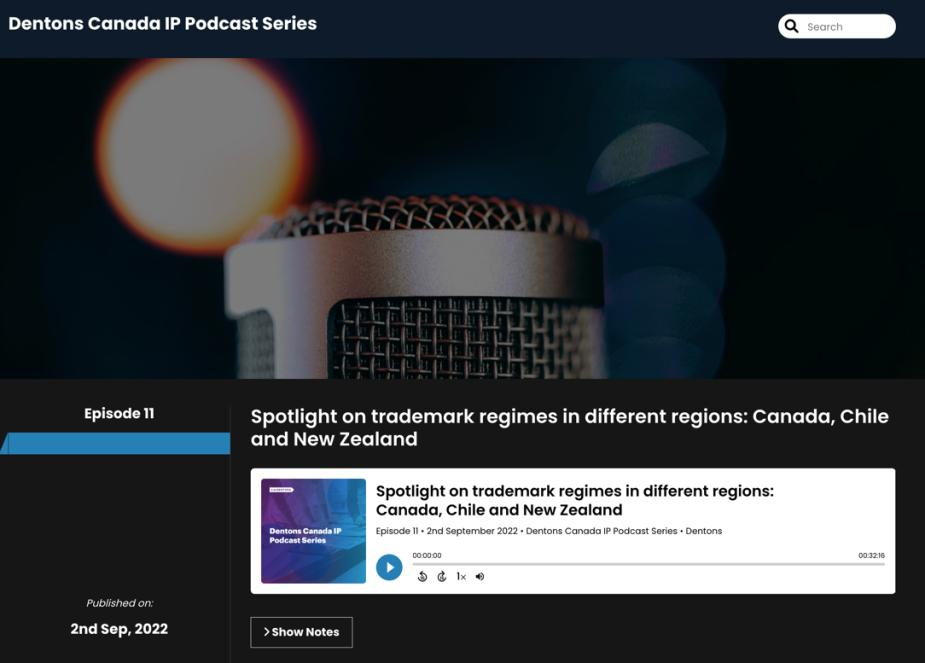 Dentons Canada IP Podcast Series
Search
Episode 11
Spotlight on trademark regimes in different regions: Canada, Chile
and New Zealand
Dentons Canada IP
Podcast Series
Spotlight on trademark regimes in different regions:
Canada, Chile and New Zealand
Episode 11 • 2nd September 2022 • Dentons Canada IP Podcast Series • Dentons
00:00:00
00:32:16
1×
Published on:
2nd Sep, 2022
Show Notes